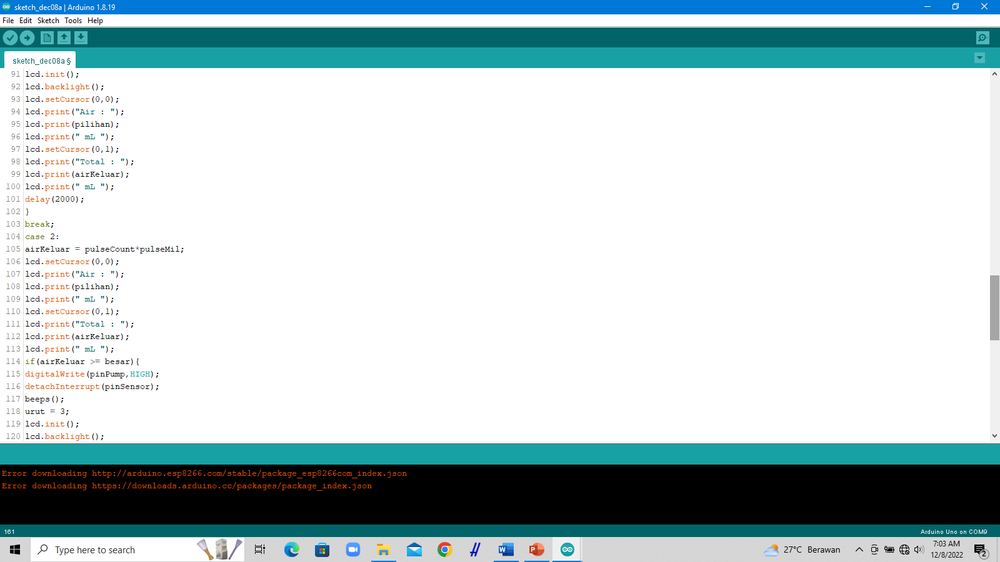 sketch_dec08a | Arduino 1.8.19
File Edit Sketch Tools Help
sketch_dec08a §
91 lcd.init();
92 lcd.backlight();
93 lcd.setCursor(0,0);
94 lcd.print("Air : ");
95 lcd.print(pilihan);
96 lcd.print(" mL ");
97 lcd.setCursor(0,1);
98 lcd.print("Total : ");
99 lcd.print(airKeluar);
100 lcd.print(" mL ");
101 delay(2000);
102 }
103 break;
104 case 2:
105 airKeluar = pulseCount*pulseMil;
106 lcd.setCursor(0,0);
107 lcd.print("Air : ");
108 lcd.print(pilihan);
109 lcd.print(" mL ");
110 lcd.setCursor(0,1);
111 lcd.print("Total : ");
112 lcd.print(airKeluar);
113 lcd.print(" mL ");
114 if(airKeluar >= besar){
115 digitalWrite(pinPump,HIGH);
116 detachInterrupt(pinSensor);
117 beeps();
118 urut = 3;
119 lcd.init();
120 lcd.backlight();
Error downloading http://arduino.esp8266.com/stable/package_esp8266com_index.json
Error downloading https://downloads.arduino.cc/packages/package_index.json
161
Arduino Uno on COM9
Type here to search
27°C Berawan
7:03 AM
12/8/2022
2